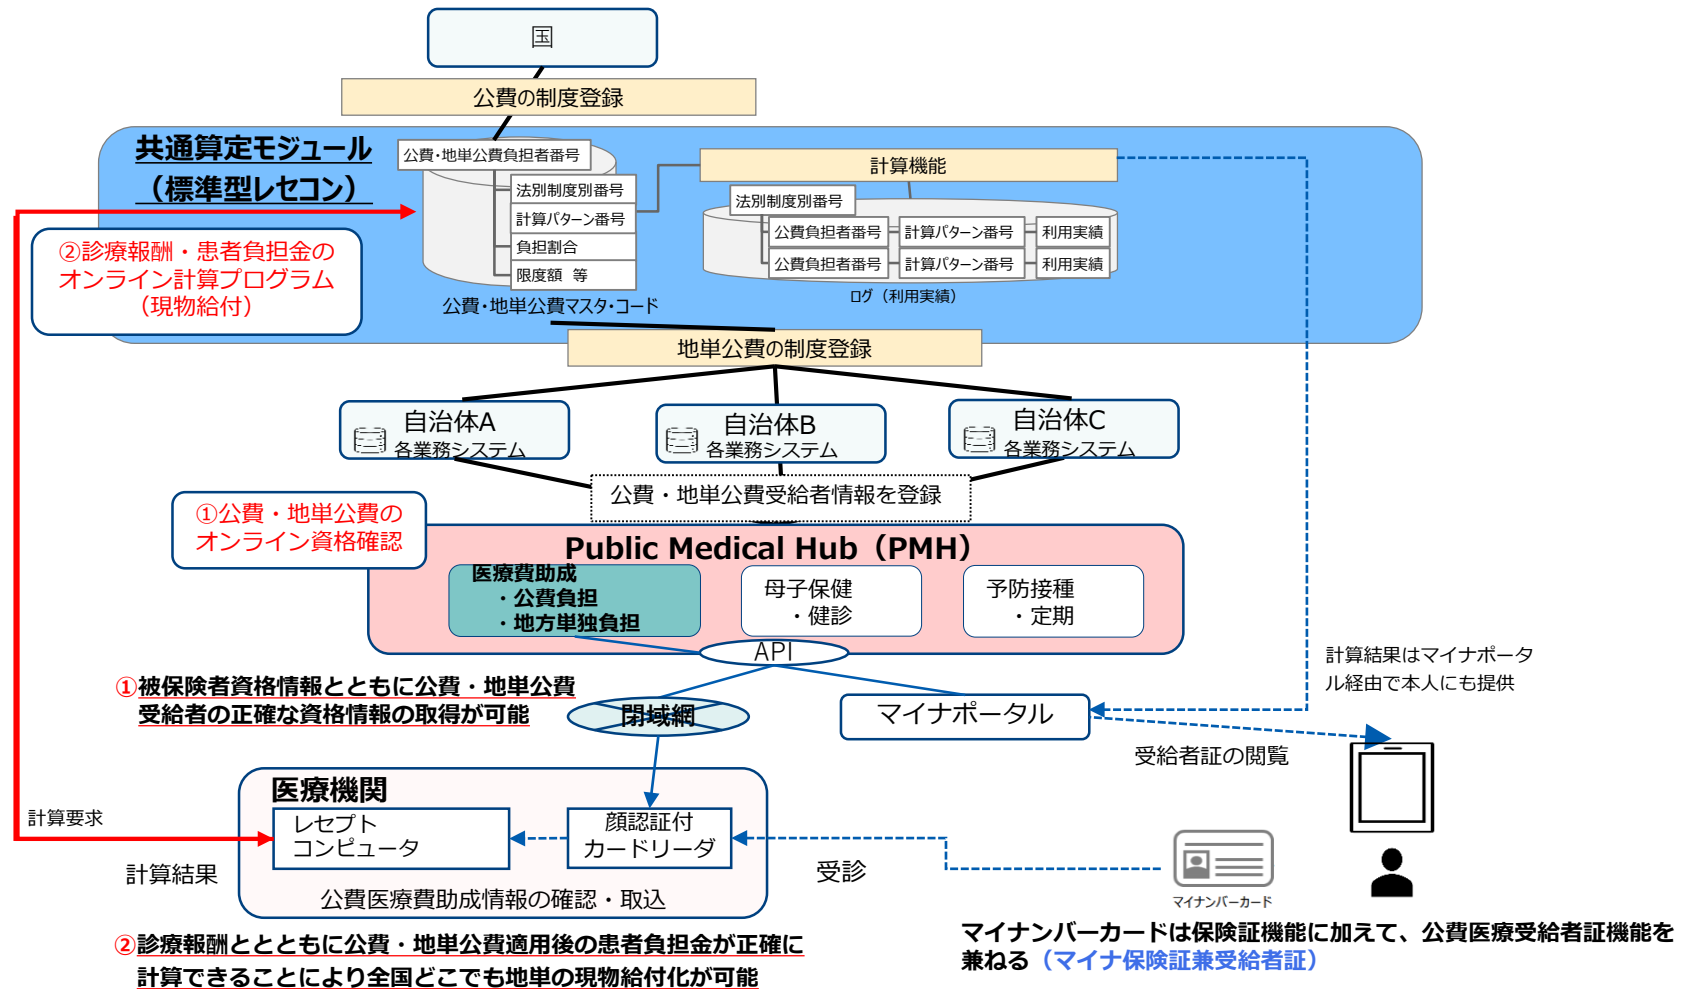 国
公費の制度登録
共通算定モジュール
（標準型レセコン）
公費・地単公費負担者番号
法別制度別番号
計算パターン番号
負担割合
限度額　等
公費・地単公費マスタ・コード
計算機能
法別制度別番号
公費負担者番号
計算パターン番号
利用実績
公費負担者番号
計算パターン番号
利用実績
ログ（利用実績）
②診療報酬・患者負担金の
オンライン計算プログラム
（現物給付）
地単公費の制度登録
自治体A
各業務システム
自治体B
各業務システム
自治体C
各業務システム
公費・地単公費受給者情報を登録
①公費・地単公費の
オンライン資格確認
Public Medical Hub（PMH）
医療費助成
・公費負担
・地方単独負担
母子保健
・健診
予防接種
・定期
API
①被保険者資格情報とともに公費・地単公費
受給者の正確な資格情報の取得が可能
閉域網
マイナポータル
計算結果はマイナポータ
ル経由で本人にも提供
受給者証の閲覧
医療機関
レセプト
コンピュータ
顔認証付
カードリーダ
公費医療費助成情報の確認・取込
計算要求
計算結果
受診
マイナンバーカード
②診療報酬ととともに公費・地単公費適用後の患者負担金が正確に
計算できることにより全国どこでも地単の現物給付化が可能
マイナンバーカードは保険証機能に加えて、公費医療受給者証機能を
兼ねる（マイナ保険証兼受給者証）